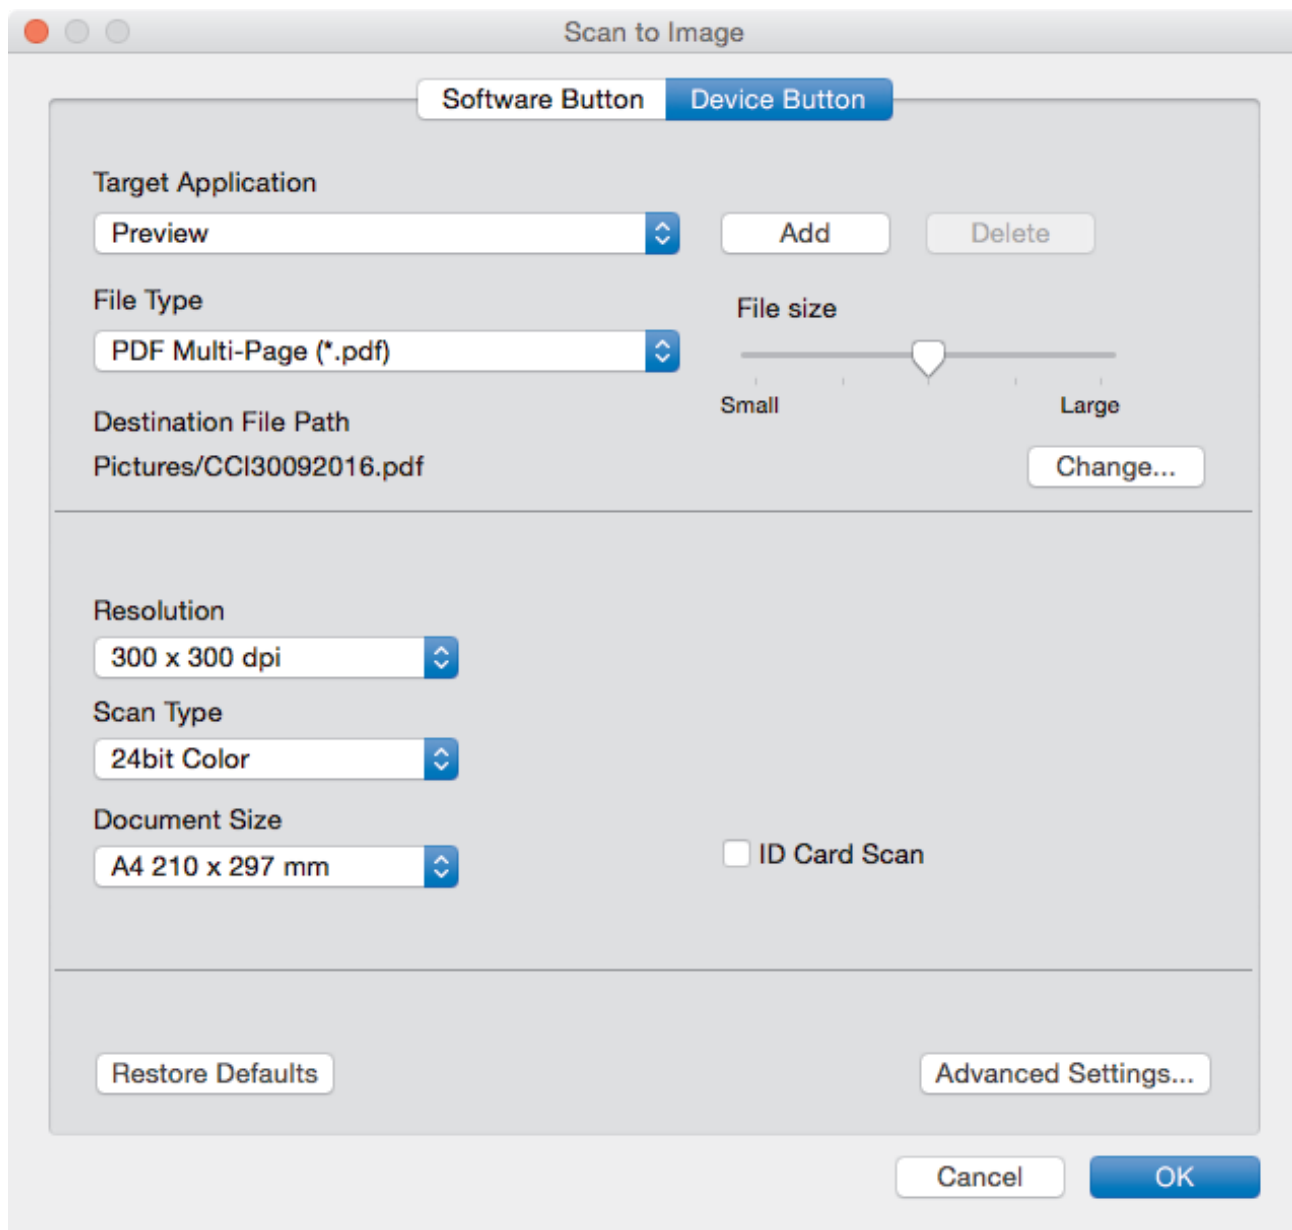 Scan to Image
Software Button Device Button
Target Application
Preview Add Delete
File Type
File size
PDF Multi-Page (*.pdf)
Small Large
Destination File Path
Pictures/CCI30092016.pdf Change...
Resolution
300 x 300 dpi
Scan Type
24bit Color
Document Size
A4 210 x 297 mm ID Card Scan
Restore Defaults Advanced Settings...
Cancel OK